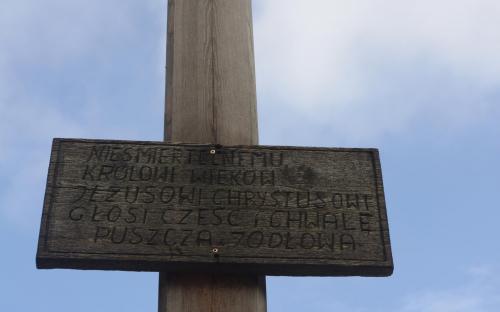 NIEŚMIERTELNEMU
KRÓLOWI WIEKÓW
JEZUSOWI CHRYSTUSOWI
GŁOSI CZEŚĆ I CHWAŁĘ
PUSZCZA JODŁOWA